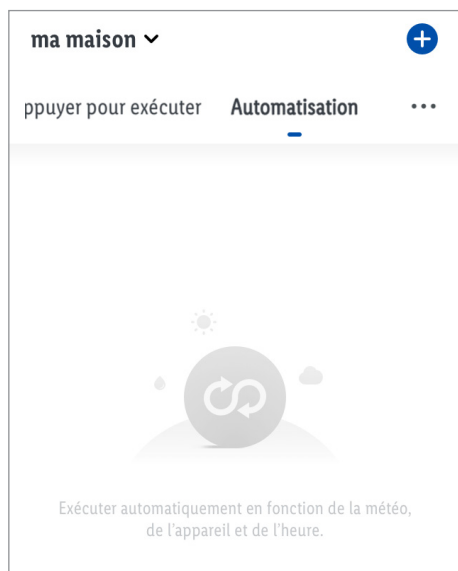 ma maison
ppuyer pour exécuter Automatisation
Exécuter automatiquement en fonction de la météo,
de l'appareil et de l'heure.